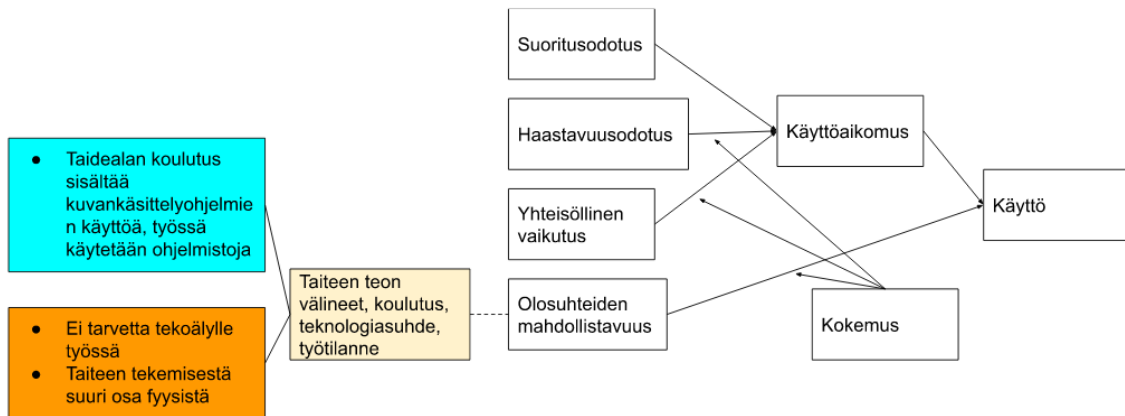 Taidealan koulutus
sisältää
kuvankäsittelyohjelmie
n käyttöä, työssä
käytetään ohjelmistoja
Ei tarvetta tekoälylle
työssä
Taiteen tekemisestä
suuri osa fyysistä
Taiteen teon
välineet, koulutus,
teknologiasuhde,
työtilanne
Suoritusodotus
Haastavuusodotus
Yhteisöllinen
vaikutus
Olosuhteiden
mahdollistavuus
Käyttöaikomus
Kokemus
Käyttö